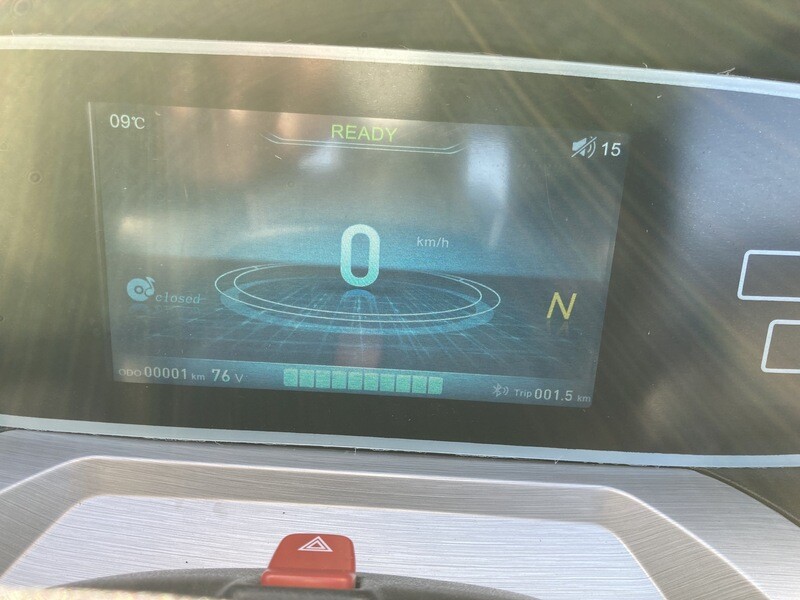 09℃
READY
15
0 km/h
closed
N
ODO 00001 km 76 V
Trip 001.5 km